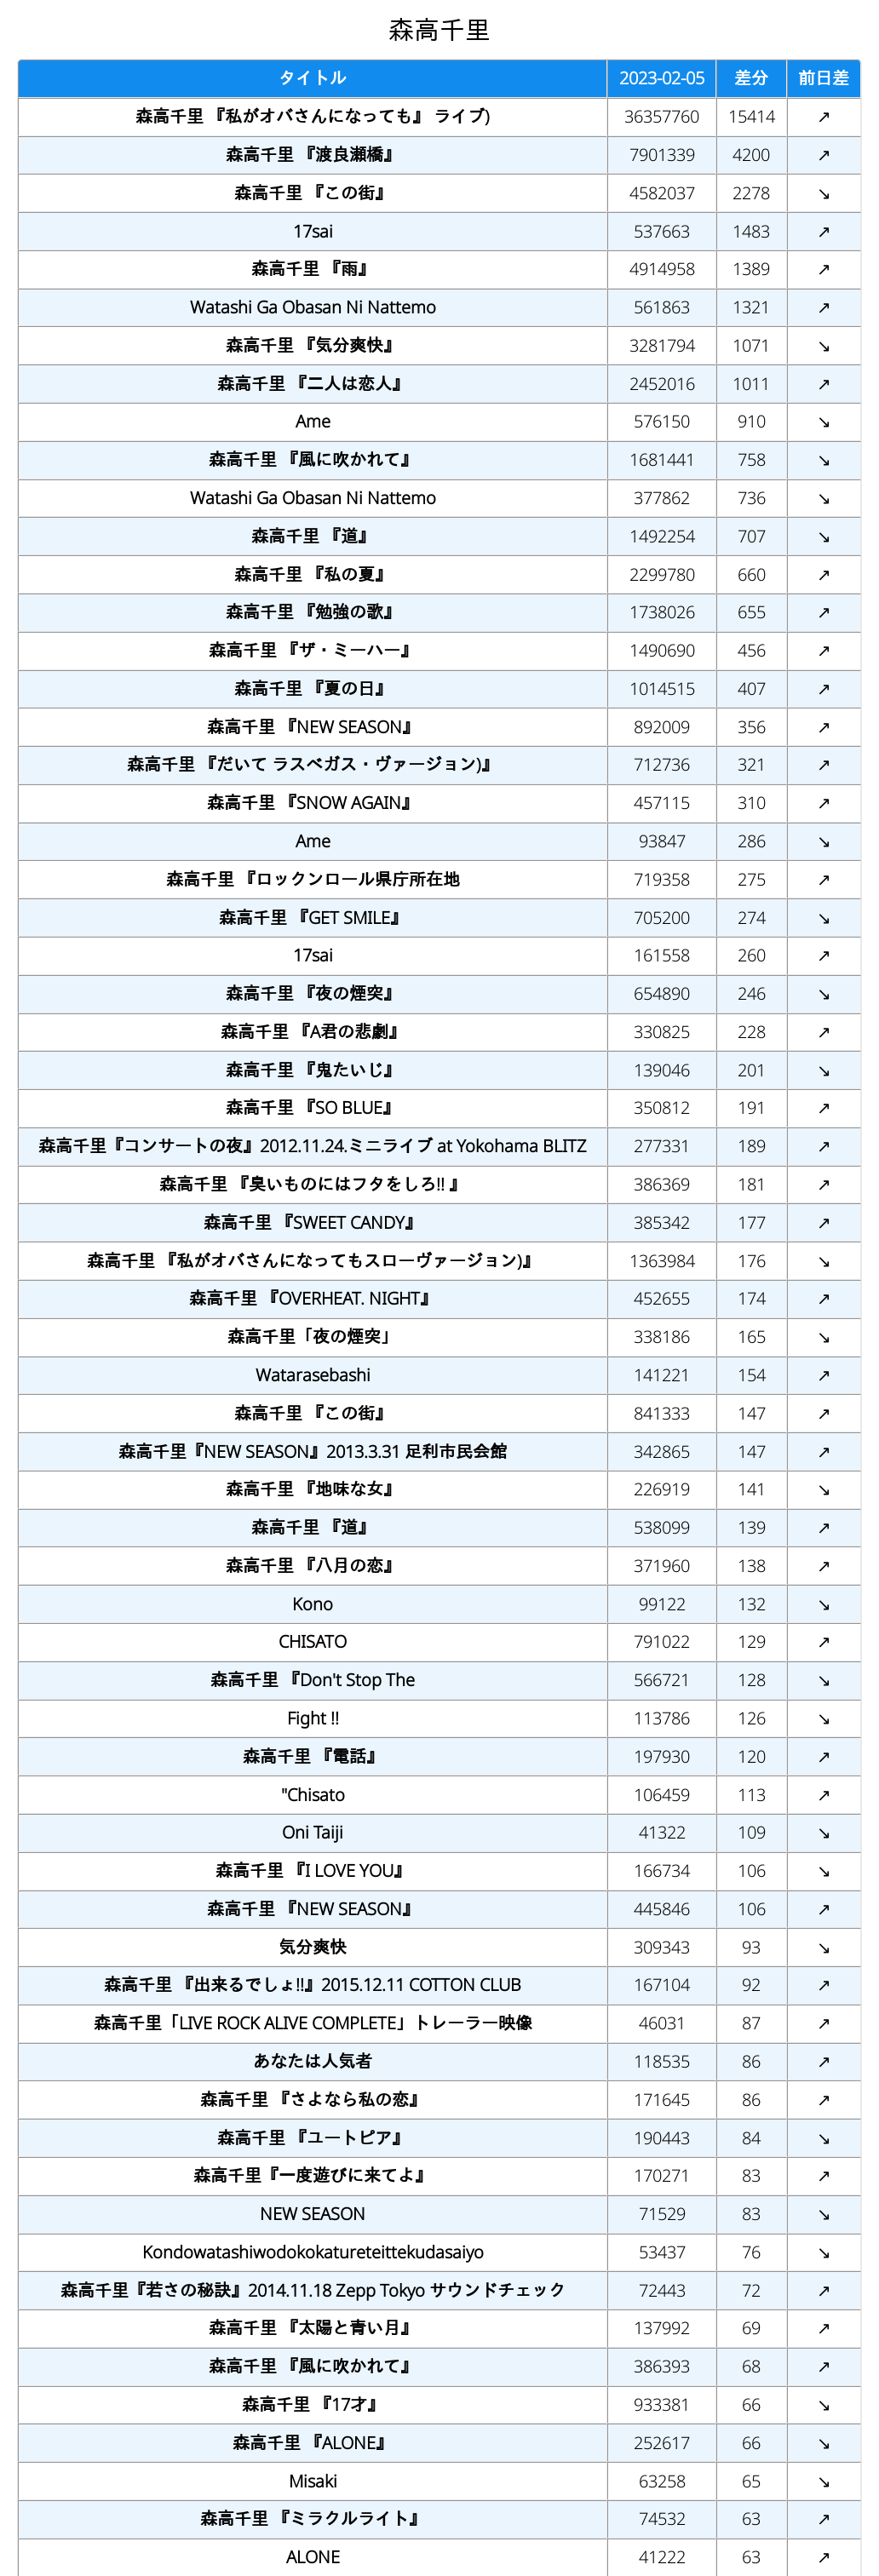 森高千里
タイトル 2023-02-05 差分 前日差
森高千里 『私がオバさんになっても』 ライブ) 36357760 15414 ↗
森高千里 『渡良瀬橋』 7901339 4200 ↗
森高千里 『この街』 4582037 2278 ↘
17sai 537663 1483 ↗
森高千里 『雨』 4914958 1389 ↗
Watashi Ga Obasan Ni Nattemo 561863 1321 ↗
森高千里 『気分爽快』 3281794 1071 ↘
森高千里 『二人は恋人』 2452016 1011 ↗
Ame 576150 910 ↘
森高千里 『風に吹かれて』 1681441 758 ↘
Watashi Ga Obasan Ni Nattemo 377862 736 ↘
森高千里 『道』 1492254 707 ↘
森高千里 『私の夏』 2299780 660 ↗
森高千里 『勉強の歌』 1738026 655 ↗
森高千里 『ザ・ミーハー』 1490690 456 ↗
森高千里 『夏の日』 1014515 407 ↗
森高千里 『NEW SEASON』 892009 356 ↗
森高千里 『だいて ラスベガス・ヴァージョン)』 712736 321 ↗
森高千里 『SNOW AGAIN』 457115 310 ↗
Ame 93847 286 ↘
森高千里 『ロックンロール県庁所在地 719358 275 ↗
森高千里 『GET SMILE』 705200 274 ↘
17sai 161558 260 ↗
森高千里 『夜の煙突』 654890 246 ↘
森高千里 『A君の悲劇』 330825 228 ↗
森高千里 『鬼たいじ』 139046 201 ↘
森高千里 『SO BLUE』 350812 191 ↗
森高千里『コンサートの夜』2012.11.24.ミニライブ at Yokohama BLITZ 277331 189 ↗
森高千里 『臭いものにはフタをしろ!! 』 386369 181 ↗
森高千里 『SWEET CANDY』 385342 177 ↗
森高千里 『私がオバさんになってもスローヴァージョン)』 1363984 176 ↘
森高千里 『OVERHEAT. NIGHT』 452655 174 ↗
森高千里「夜の煙突」 338186 165 ↘
Watarasebashi 141221 154 ↗
森高千里 『この街』 841333 147 ↗
森高千里『NEW SEASON』2013.3.31 足利市民会館 342865 147 ↗
森高千里 『地味な女』 226919 141 ↘
森高千里 『道』 538099 139 ↗
森高千里 『八月の恋』 371960 138 ↗
Kono 99122 132 ↘
CHISATO 791022 129 ↗
森高千里 『Don't Stop The 566721 128 ↘
Fight !! 113786 126 ↘
森高千里 『電話』 197930 120 ↗
"Chisato 106459 113 ↗
Oni Taiji 41322 109 ↘
森高千里 『I LOVE YOU』 166734 106 ↘
森高千里 『NEW SEASON』 445846 106 ↗
気分爽快 309343 93 ↘
森高千里 『出来るでしょ!!』2015.12.11 COTTON CLUB 167104 92 ↗
森高千里「LIVE ROCK ALIVE COMPLETE」トレーラー映像 46031 87 ↗
あなたは人気者 118535 86 ↗
森高千里 『さよなら私の恋』 171645 86 ↗
森高千里 『ユートピア』 190443 84 ↘
森高千里『一度遊びに来てよ』 170271 83 ↗
NEW SEASON 71529 83 ↘
Kondowatashiwodokokatureteittekudasaiyo 53437 76 ↘
森高千里『若さの秘訣』2014.11.18 Zepp Tokyo サウンドチェック 72443 72 ↗
森高千里 『太陽と青い月』 137992 69 ↗
森高千里 『風に吹かれて』 386393 68 ↗
森高千里 『17才』 933381 66 ↘
森高千里 『ALONE』 252617 66 ↘
Misaki 63258 65 ↘
森高千里 『ミラクルライト』 74532 63 ↗
ALONE 41222 63 ↗